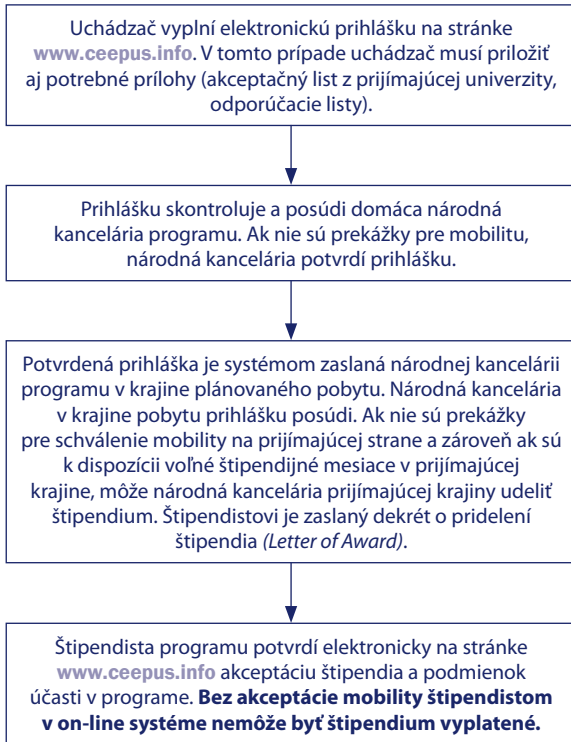 Uchádzač vyplní elektronickú prihlášku na stránke
www.ceepus.info. V tomto prípade uchádzač musí priložiť
aj potrebné prílohy (akceptačný list z prijímajúcej univerzity,
odporúčacie listy).
Prihlášku skontroluje a posúdi domáca národná
kancelária programu. Ak nie sú prekážky pre mobilitu,
národná kancelária potvrdí prihlášku.
Potvrdená prihláška je systémom zaslaná národnej kancelárii
programu v krajine plánovaného pobytu. Národná kancelária
v krajine pobytu prihlášku posúdi. Ak nie sú prekážky
pre schválenie mobility na prijímajúcej strane a zároveň ak sú
k dispozícii voľné štipendijné mesiace v prijímajúcej
krajine, môže národná kancelária prijímajúcej krajiny udeliť
štipendium. Štipendistovi je zaslaný dekrét o pridelení
štipendia (Letter of Award).
Štipendista programu potvrdí elektronicky na stránke
www.ceepus.info akceptáciu štipendia a podmienok
účasti v programe. Bez akceptácie mobility štipendistom
v on-line systéme nemôže byť štipendium vyplatené.